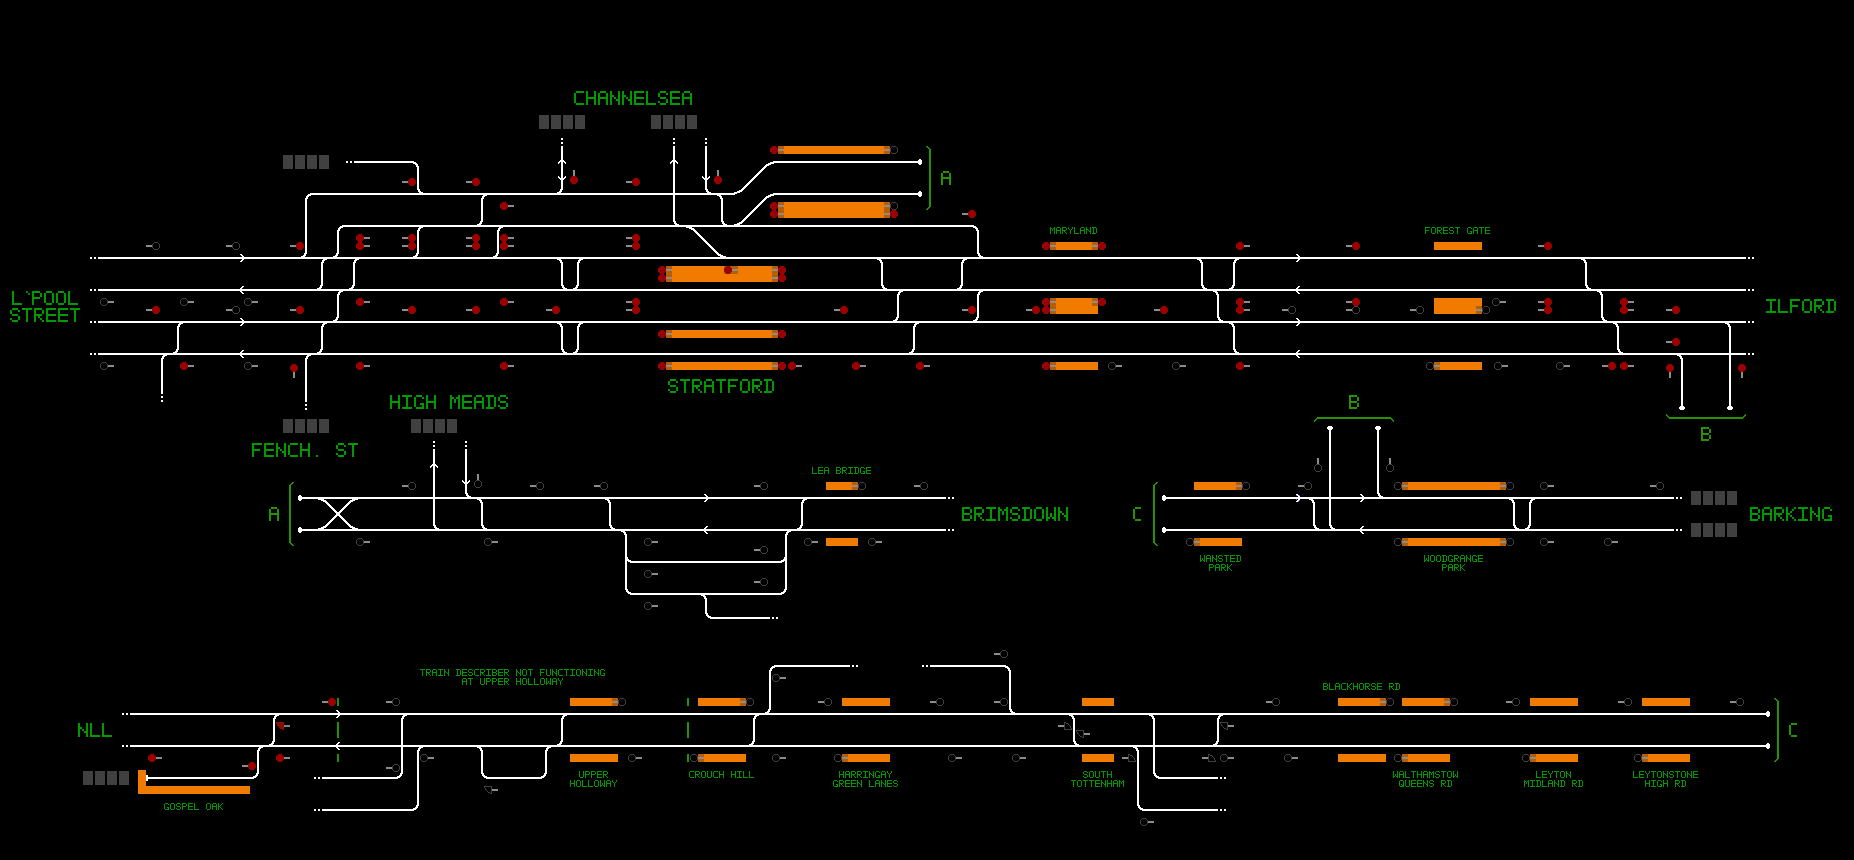 CHANNELSEA
A
MARYLAND
FOREST GATE
L'POOL
STREET
ILFORD
STRATFORD
HIGH MEADS
B
B
FENCH. ST
LEA BRIDGE
A
BRIMSDOWN
C
BARKING
WANSTED
PARK
WOODGRANGE
PARK
TRAIN DESCRIBER NOT FUNCTIONING
AT UPPER HOLLOWAY
BLACKHORSE RD
NLL
C
UPPER
HOLLOWAY
CROUCH HILL
HARRINGAY
GREEN LANES
SOUTH
TOTTENHAM
WALTHAMSTOW
QUEENS RD
LEYTON
MIDLAND RD
LEYTONSTONE
HIGH RD
GOSPEL OAK